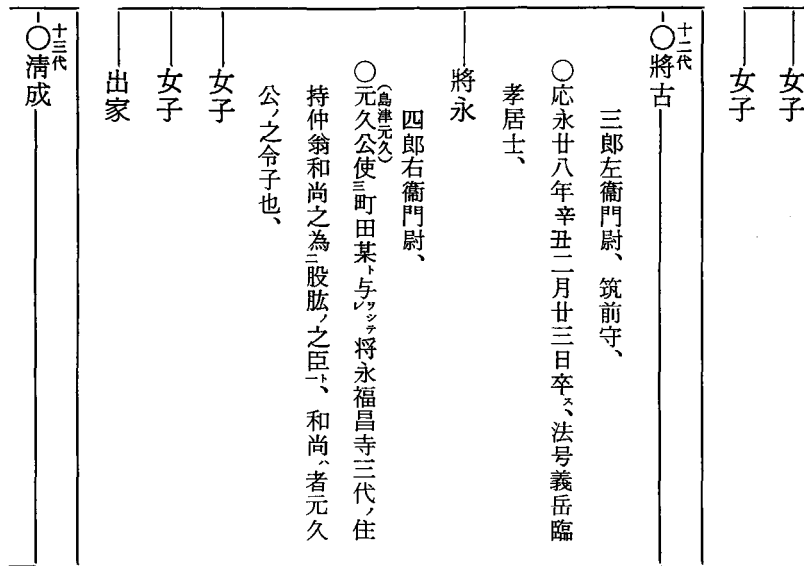 女子
女子
十二代
○將古
三郎左衞門尉、筑前守、
○応永廿八年辛丑二月廿三日卒ス、法号義岳臨
孝居士、
將永
四郎右衞門尉、
(島津元久)
○元久公使三町田某ト与レワシテ将永福昌寺三代ノ住
持仲翁和尚之為二股肱ノ之臣一ト、和尚ハ者元久
公ノ之令子也、
女子
女子
出家
十三代
○清成